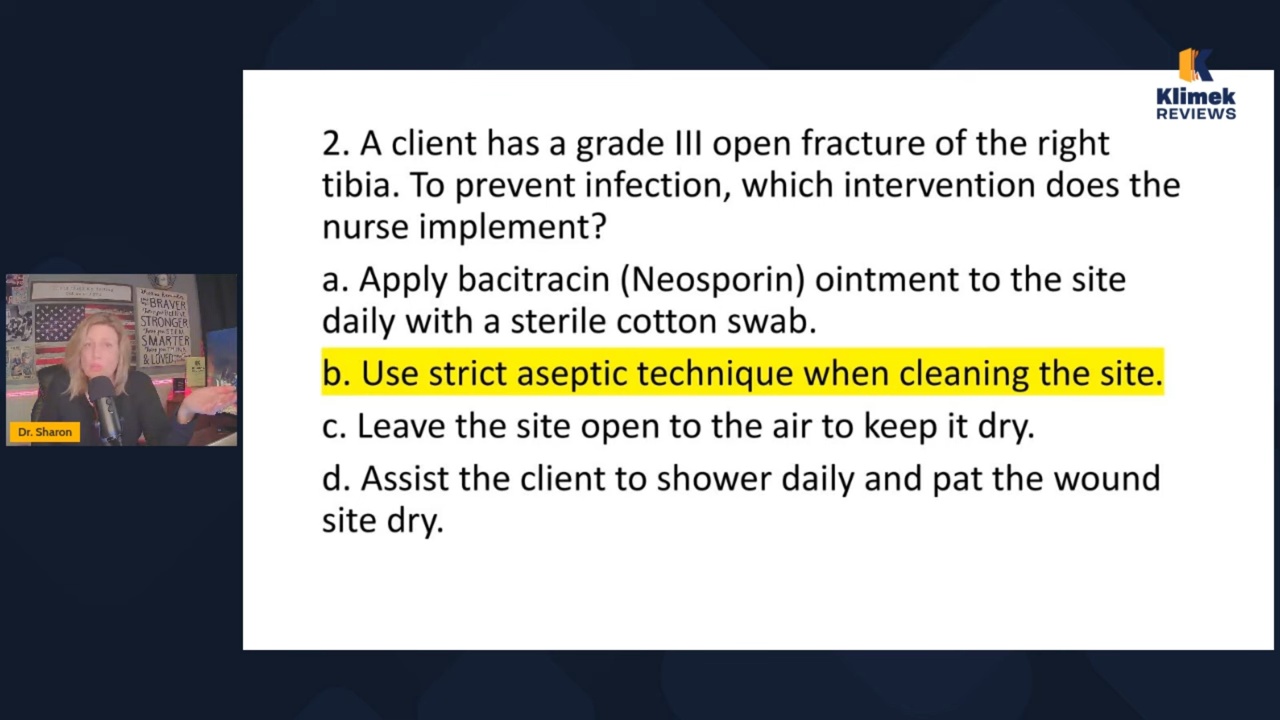 Klimek
REVIEWS
2. A client has a grade III open fracture of the right
tibia. To prevent infection, which intervention does the
nurse implement?
a. Apply bacitracin (Neosporin) ointment to the site
daily with a sterile cotton swab.
b. Use strict aseptic technique when cleaning the site.
c. Leave the site open to the air to keep it dry.
d. Assist the client to shower daily and pat the wound
site dry.
BRAVER
STRONGER
SMARTER
& LOVED
Dr. Sharon